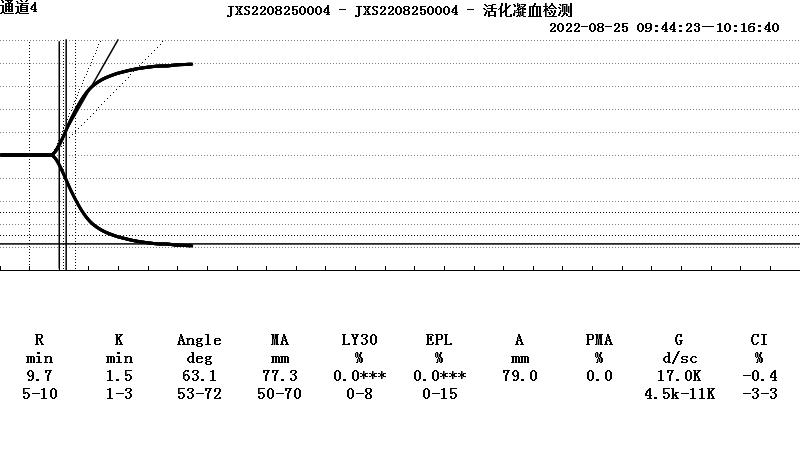 通道4
JXS2208250004 - JXS2208250004 - 活化凝血检测
2022-08-25 09:44:23—10:16:40
R K Angle MA LY30 EPL A PMA G CI
min min deg mm % % mm % d/sc %
9.7 1.5 63.1 77.3 0.0*** 0.0*** 79.0 0.0 17.0K -0.4
5-10 1-3 53-72 50-70 0-8 0-15 4.5k-11K -3-3